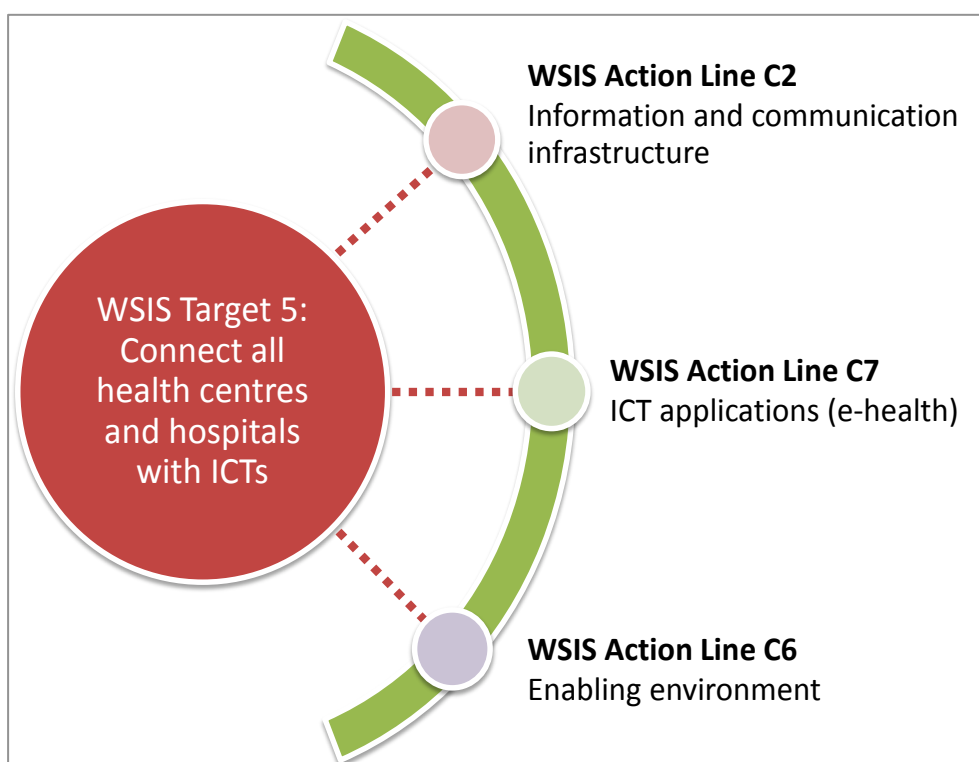 WSIS Action Line C2
Information and communication
infrastructure
WSIS Target 5:
Connect all
health centres
and hospitals
with ICTs
WSIS Action Line C7
ICT applications (e-health)
WSIS Action Line C6
Enabling environment